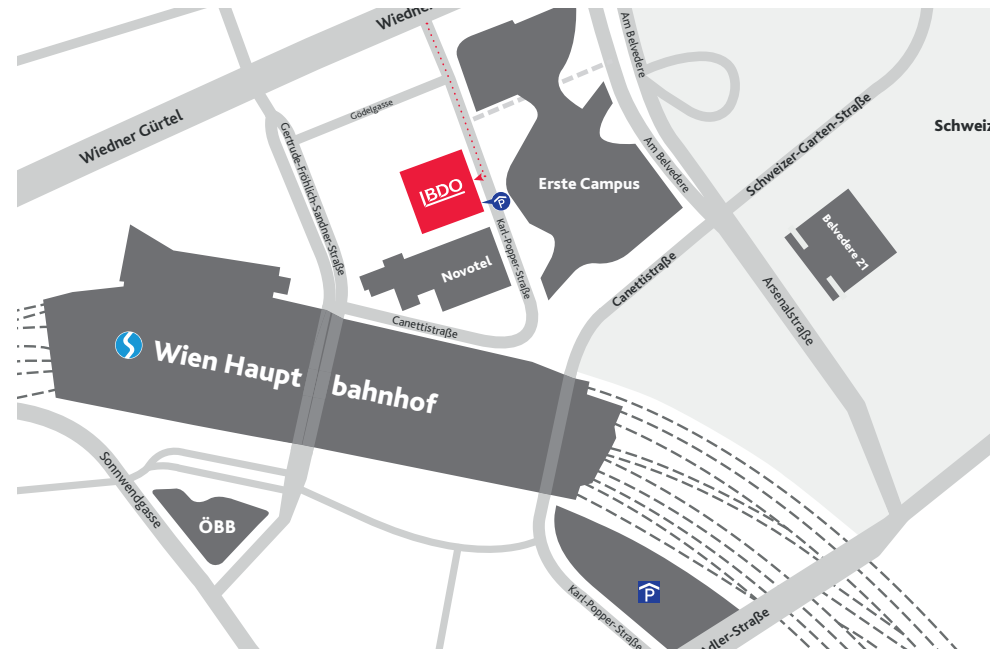 Wiedner
Am Belvedere
Wiedner Gürtel
Gödelgasse
Schweizer-Garten-Straße
Schweiz
Gertrude-Fröhlich-Sandner-Straße
Am Belvedere
BDO
Erste Campus
P
Karl-Popper-Straße
Novotel
Belvedere 21
Canettistraße
Arsenalstraße
Canettistraße
Wien Haupt bahnhof
Sonnwendgasse
ÖBB
P
Karl-Popper-Straße
dler-Straße